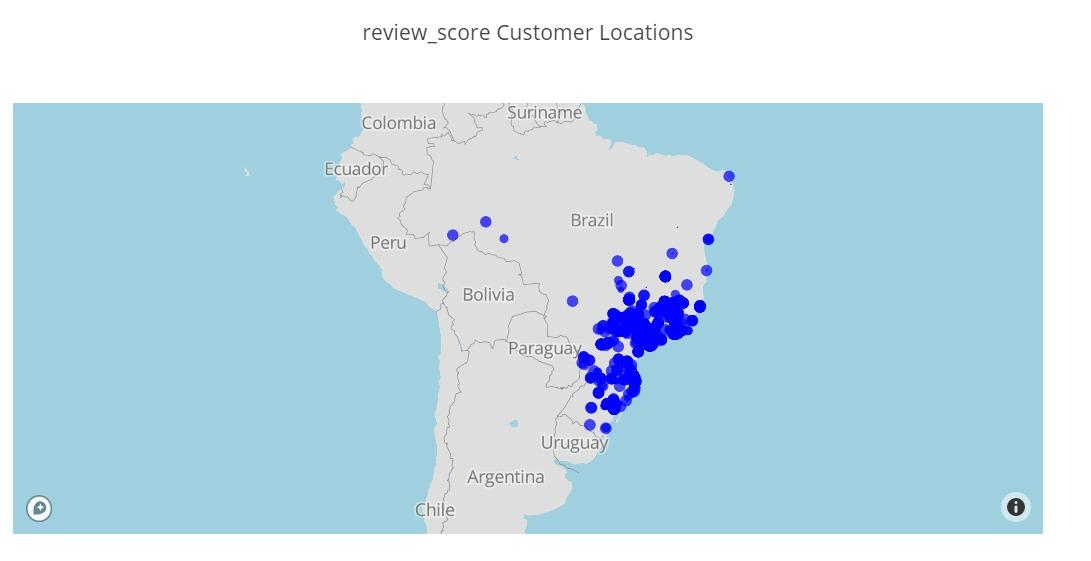 review_score Customer Locations
Suriname
Colombia
Ecuador
Brazil
Peru
Bolivia
Paraguay
Uruguay
Argentina
Chile